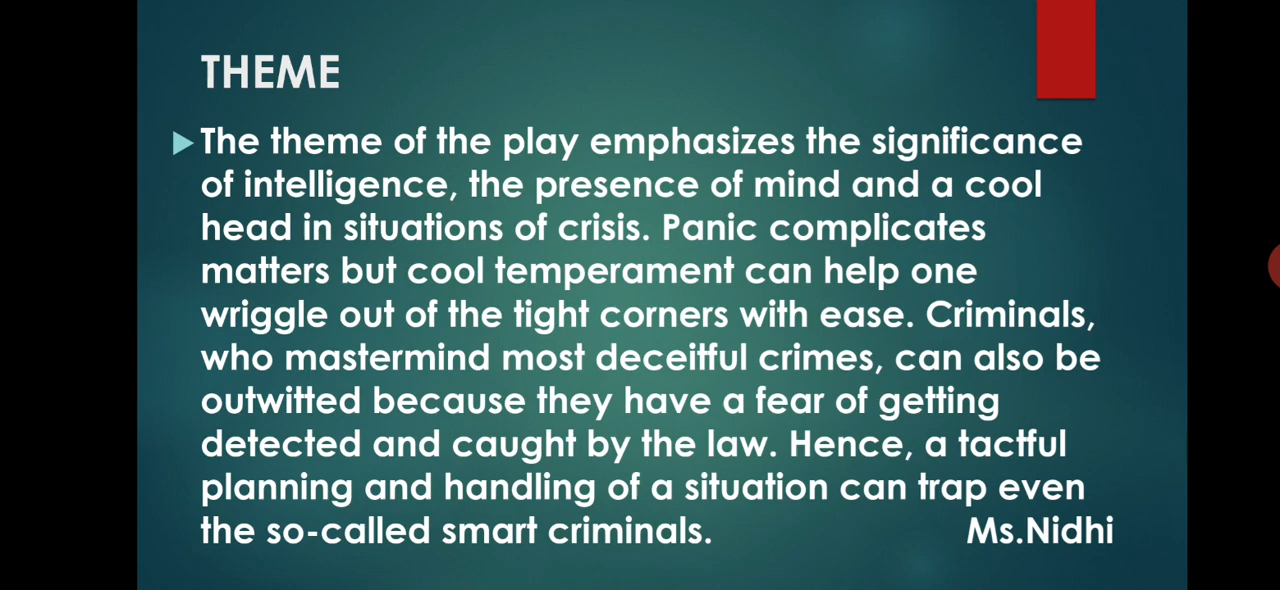 THEME
The theme of the play emphasizes the significance
of intelligence, the presence of mind and a cool
head in situations of crisis. Panic complicates
matters but cool temperament can help one
wriggle out of the tight corners with ease. Criminals,
who mastermind most deceitful crimes, can also be
outwitted because they have a fear of getting
detected and caught by the law. Hence, a tactful
planning and handling of a situation can trap even
the so-called smart criminals. Ms.Nidhi